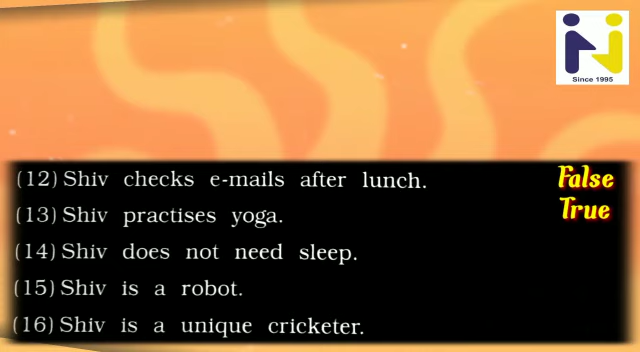 Since 1995
(12) Shiv checks e-mails after lunch. False
(13) Shiv practises yoga. True
(14) Shiv does not need sleep.
(15) Shiv is a robot.
(16) Shiv is a unique cricketer.